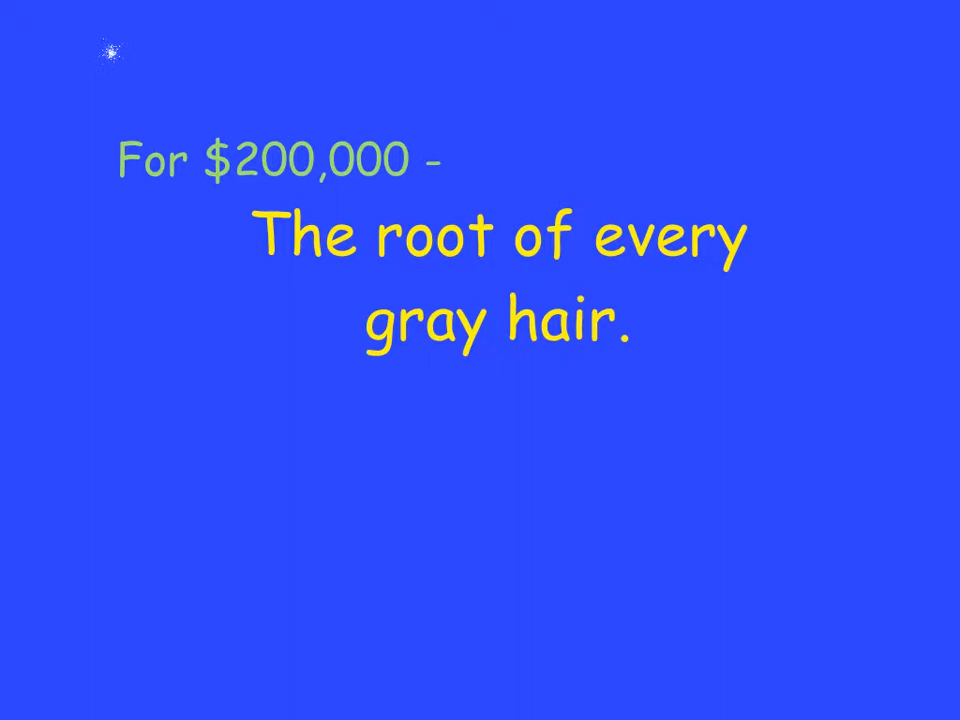 For $200,000 -
The root of every
gray hair.